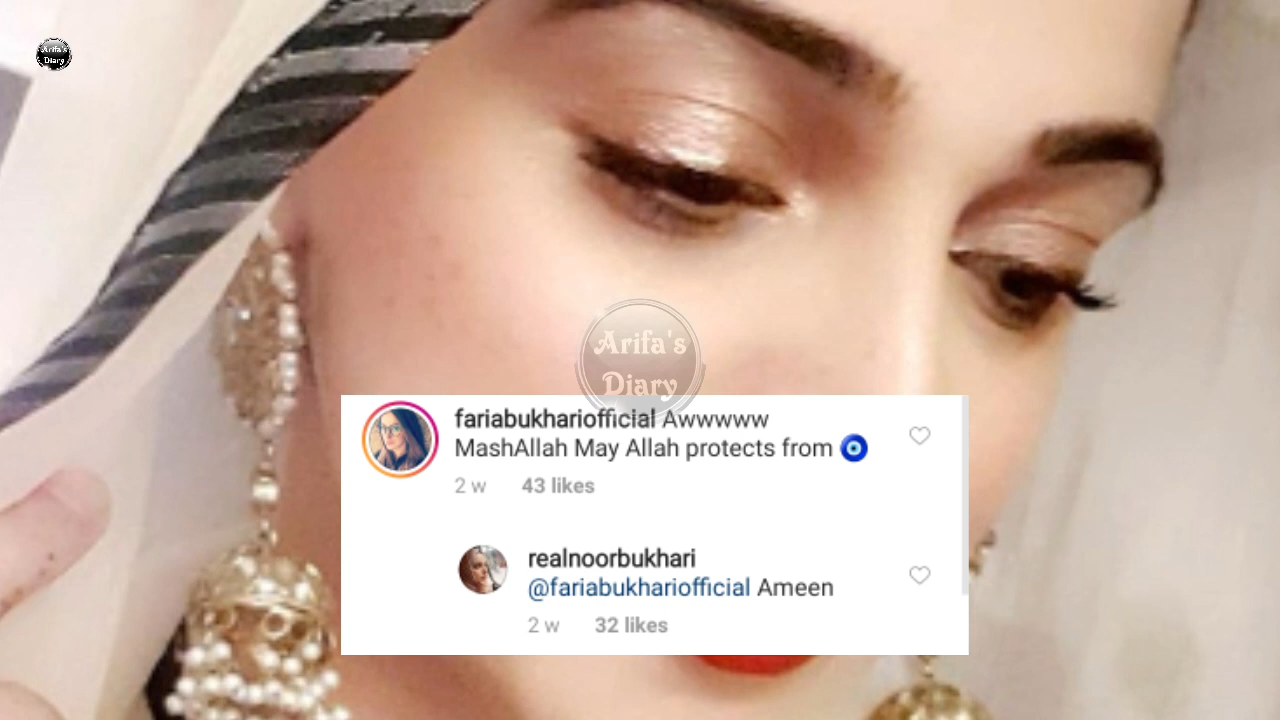 Arifa's
Diary
Arifa's
Diary
fariabukhariofficial Awwwww
MashAllah May Allah protects from 🧿
2 w 43 likes
realnoorbukhari
@fariabukhariofficial Ameen
2 w 32 likes